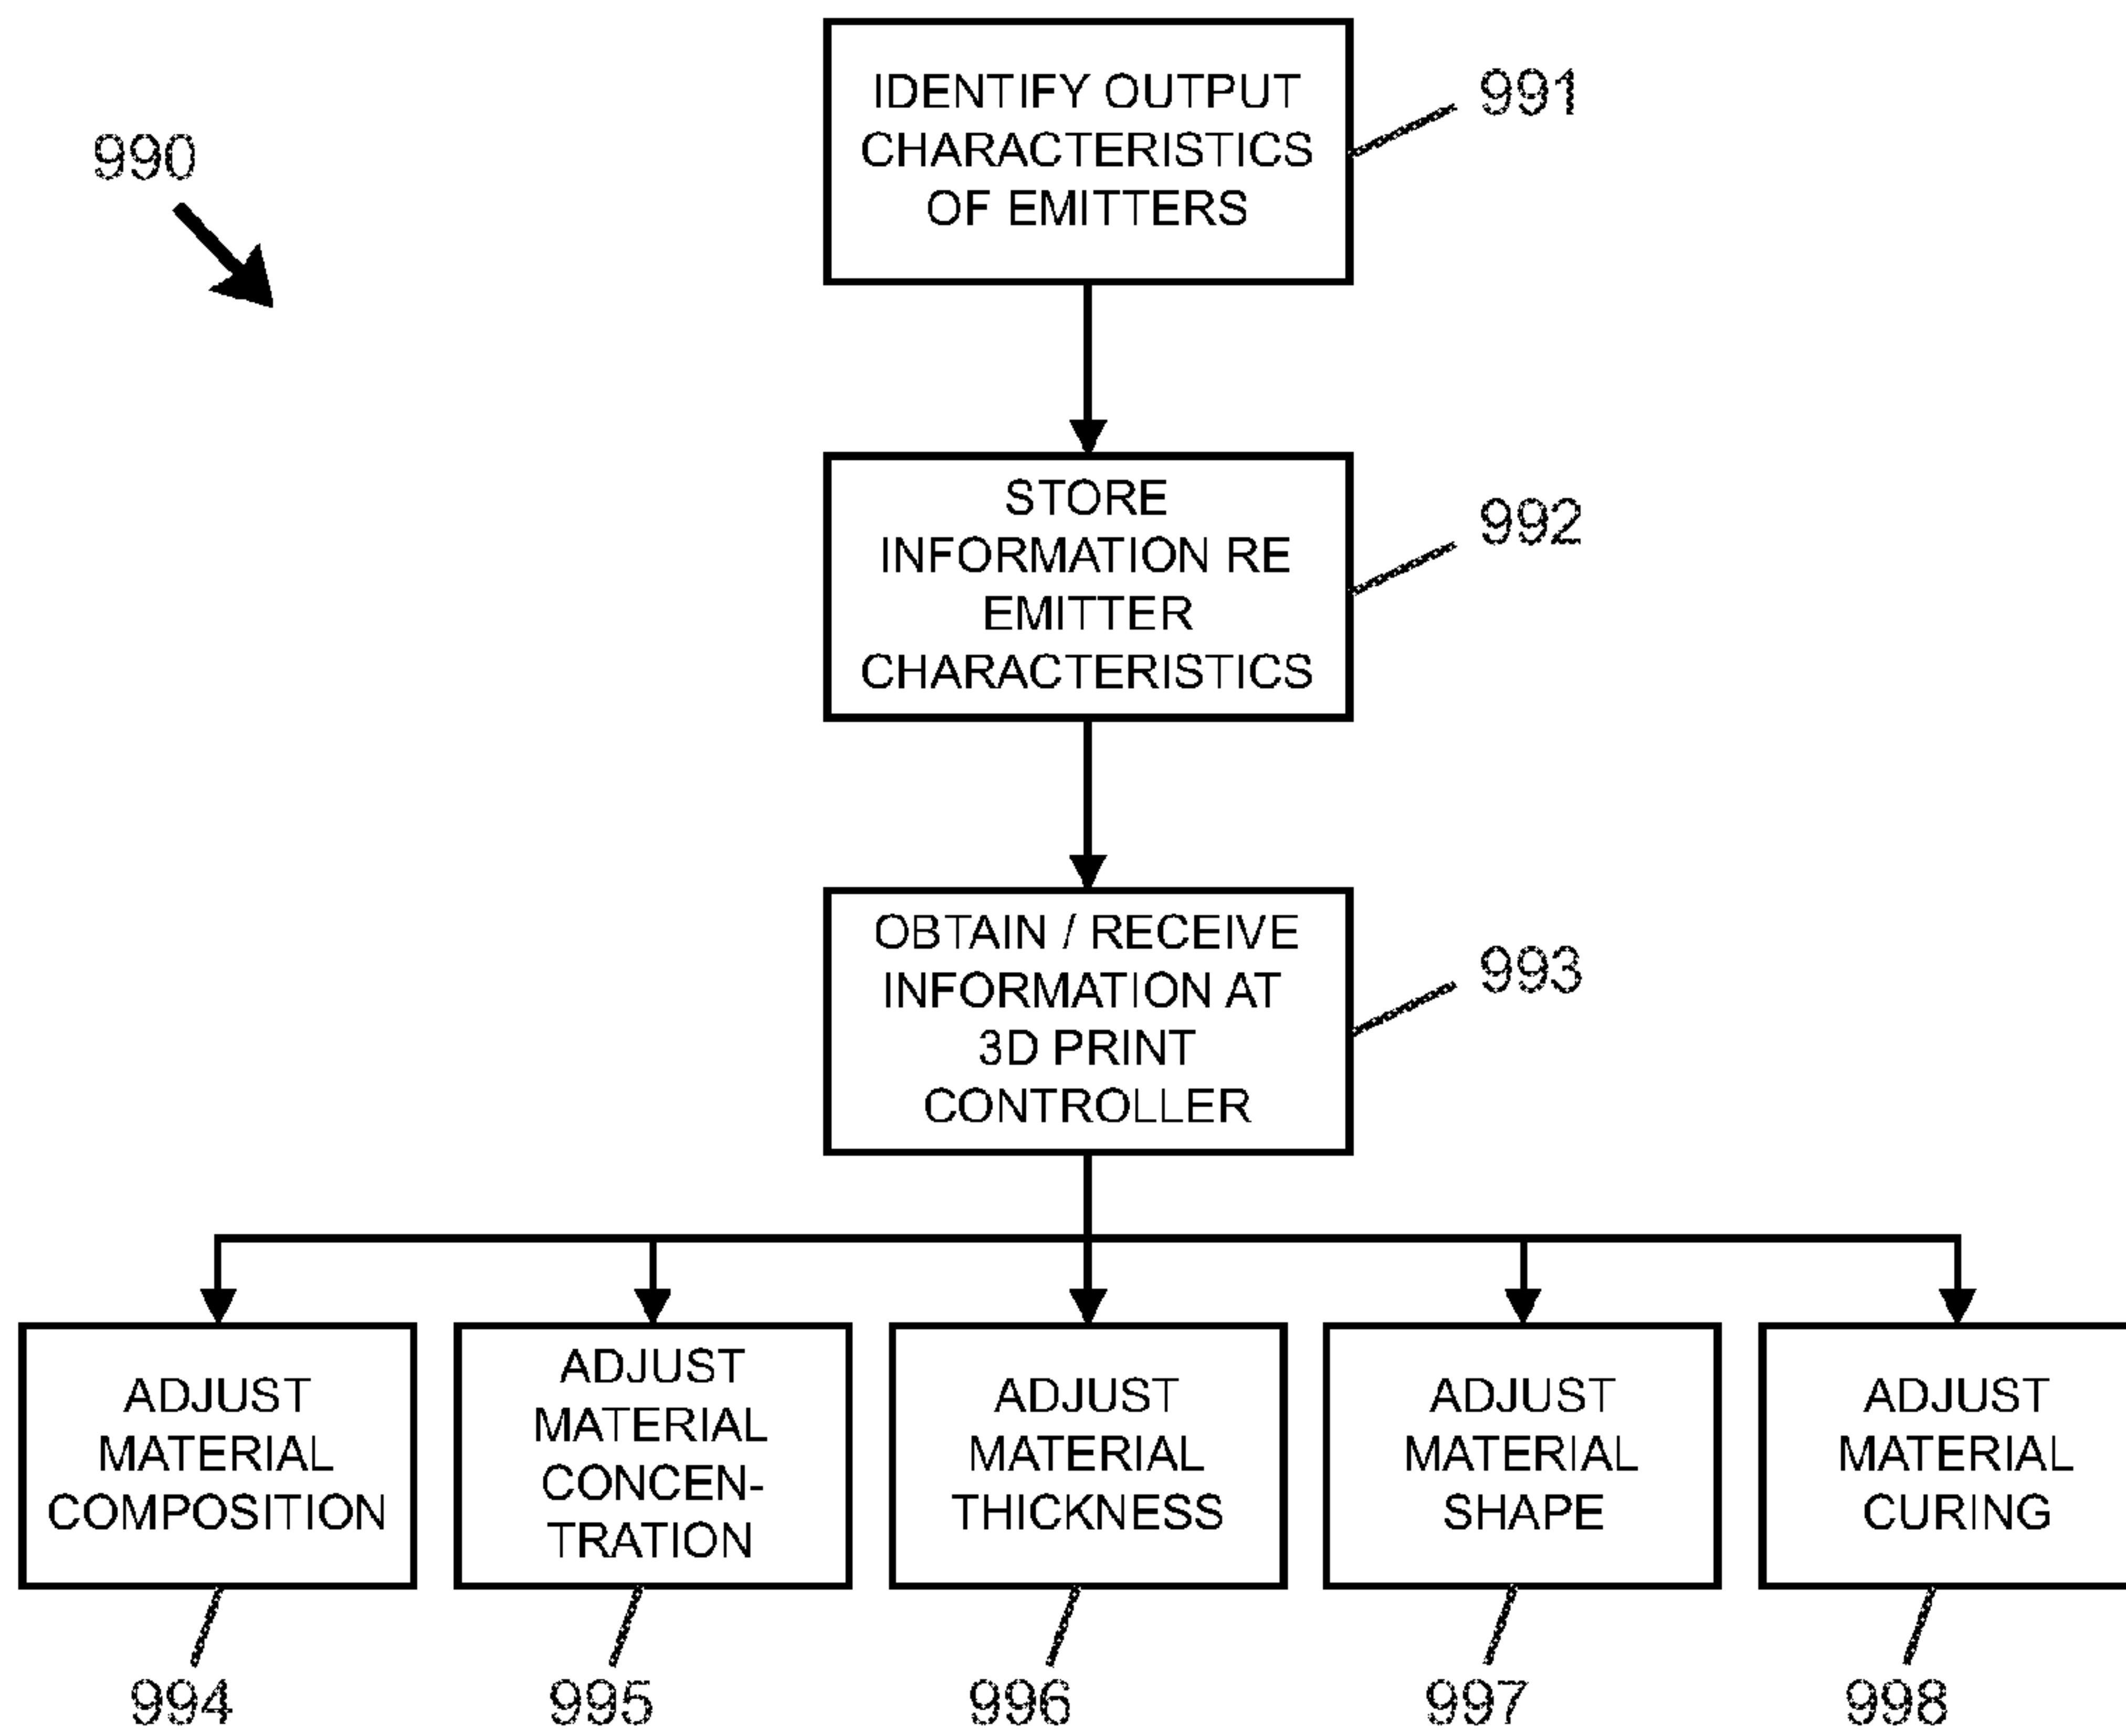 990
IDENTIFY OUTPUT
CHARACTERISTICS
OF EMITTERS
991
STORE
INFORMATION RE
EMITTER
CHARACTERISTICS
992
OBTAIN / RECEIVE
INFORMATION AT
3D PRINT
CONTROLLER
993
ADJUST
MATERIAL
COMPOSITION
994
ADJUST
MATERIAL
CONCEN-
TRATION
995
ADJUST
MATERIAL
THICKNESS
996
ADJUST
MATERIAL
SHAPE
997
ADJUST
MATERIAL
CURING
998